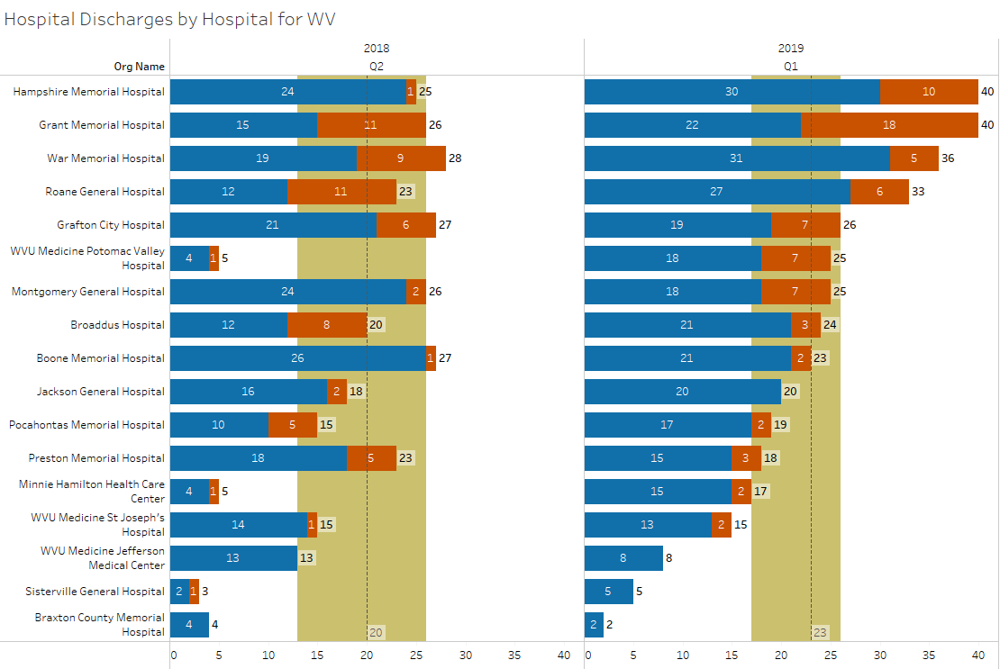 Hospital Discharges by Hospital for WV
2018
2019
Org Name
Q2
Q1
Hampshire Memorial Hospital 24 1 25 30 10 40
Grant Memorial Hospital 15 11 26 22 18 40
War Memorial Hospital 19 9 28 31 5 36
Roane General Hospital 12 11 23 27 6 33
Grafton City Hospital 21 6 27 19 7 26
WVU Medicine Potomac Valley
Hospital
4 1 5 18 7 25
Montgomery General Hospital 24 2 26 18 7 25
Broaddus Hospital 12 8 20 21 3 24
Boone Memorial Hospital 26 1 27 21 2 23
Jackson General Hospital 16 2 18 20 20
Pocahontas Memorial Hospital 10 5 15 17 2 19
Preston Memorial Hospital 18 5 23 15 3 18
Minnie Hamilton Health Care
Center
4 1 5 15 2 17
WVU Medicine St Joseph's
Hospital
14 1 15 13 2 15
WVU Medicine Jefferson
Medical Center
13 13 8 8
Sisterville General Hospital 2 1 3 5 5
Braxton County Memorial
Hospital
4 4 2 2
20 23
0 5 10 15 20 25 30 35 40 0 5 10 15 20 25 30 35 40